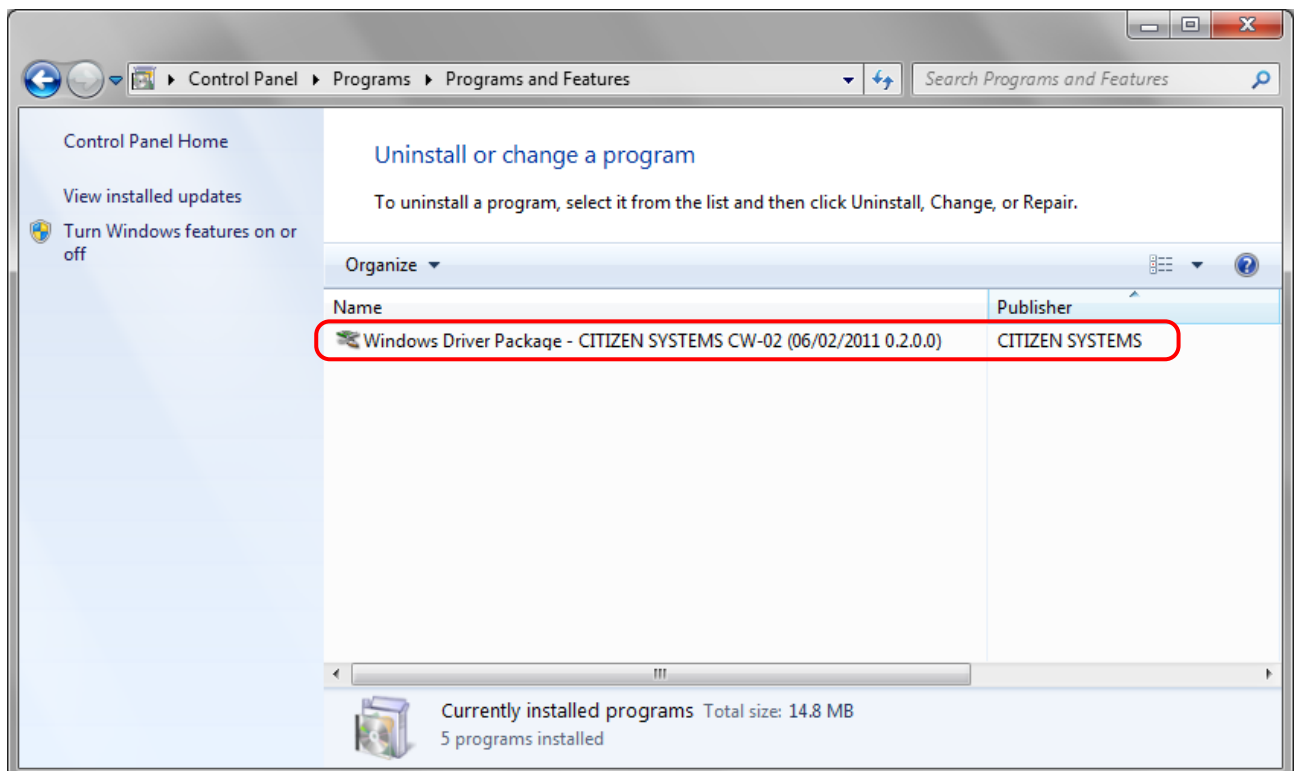 Control Panel Programs Programs and Features Search Programs and Features
Control Panel Home
View installed updates
Turn Windows features on or
off
Uninstall or change a program
To uninstall a program, select it from the list and then click Uninstall, Change, or Repair.
Organize
Name Publisher
Windows Driver Package - CITIZEN SYSTEMS CW-02 (06/02/2011 0.2.0.0) CITIZEN SYSTEMS
Currently installed programs Total size: 14.8 MB
5 programs installed